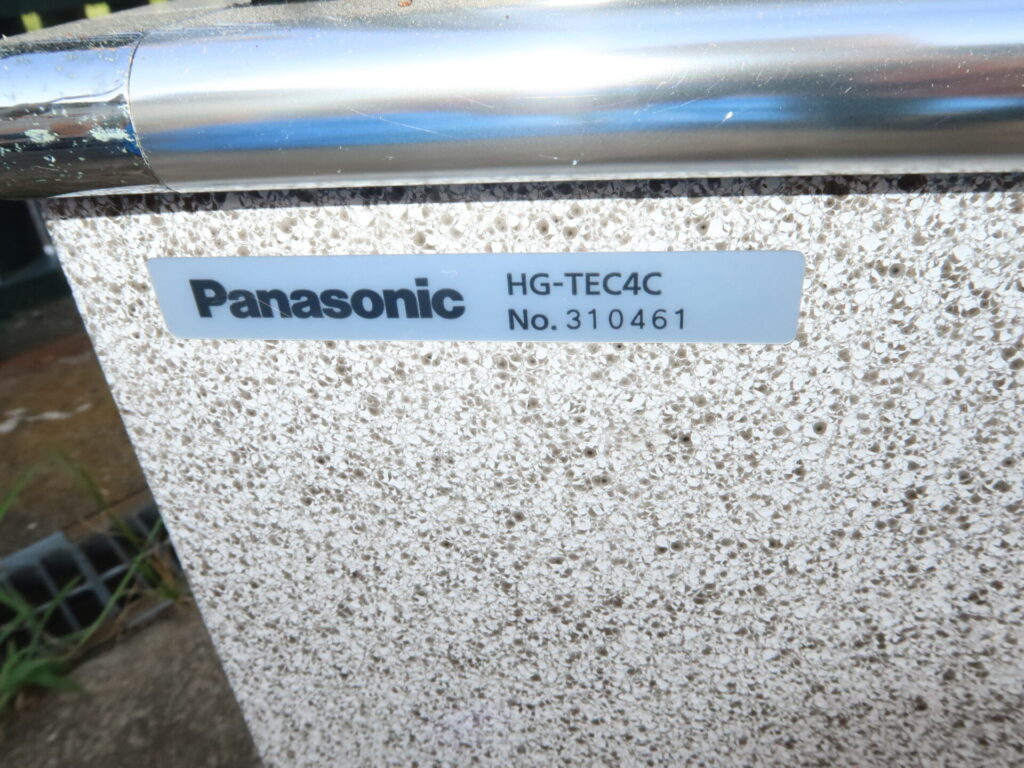 Panasonic
HG-TEC4C
No. 310461